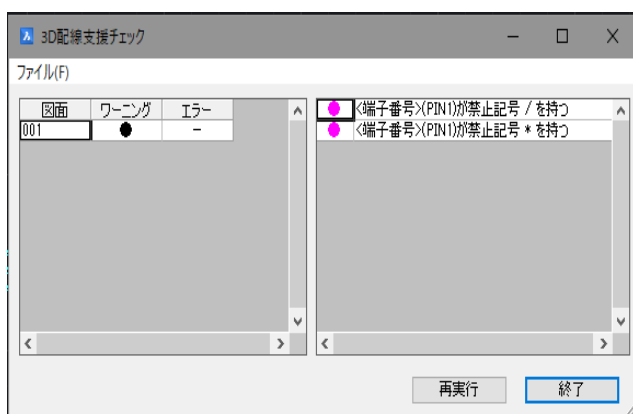 3D配線支援チェック
ファイル(F)
図面 ワーニング エラー
001 ● −
● <端子番号>(PIN1)が禁止記号 / を持つ
● <端子番号>(PIN1)が禁止記号 * を持つ
再実行 終了